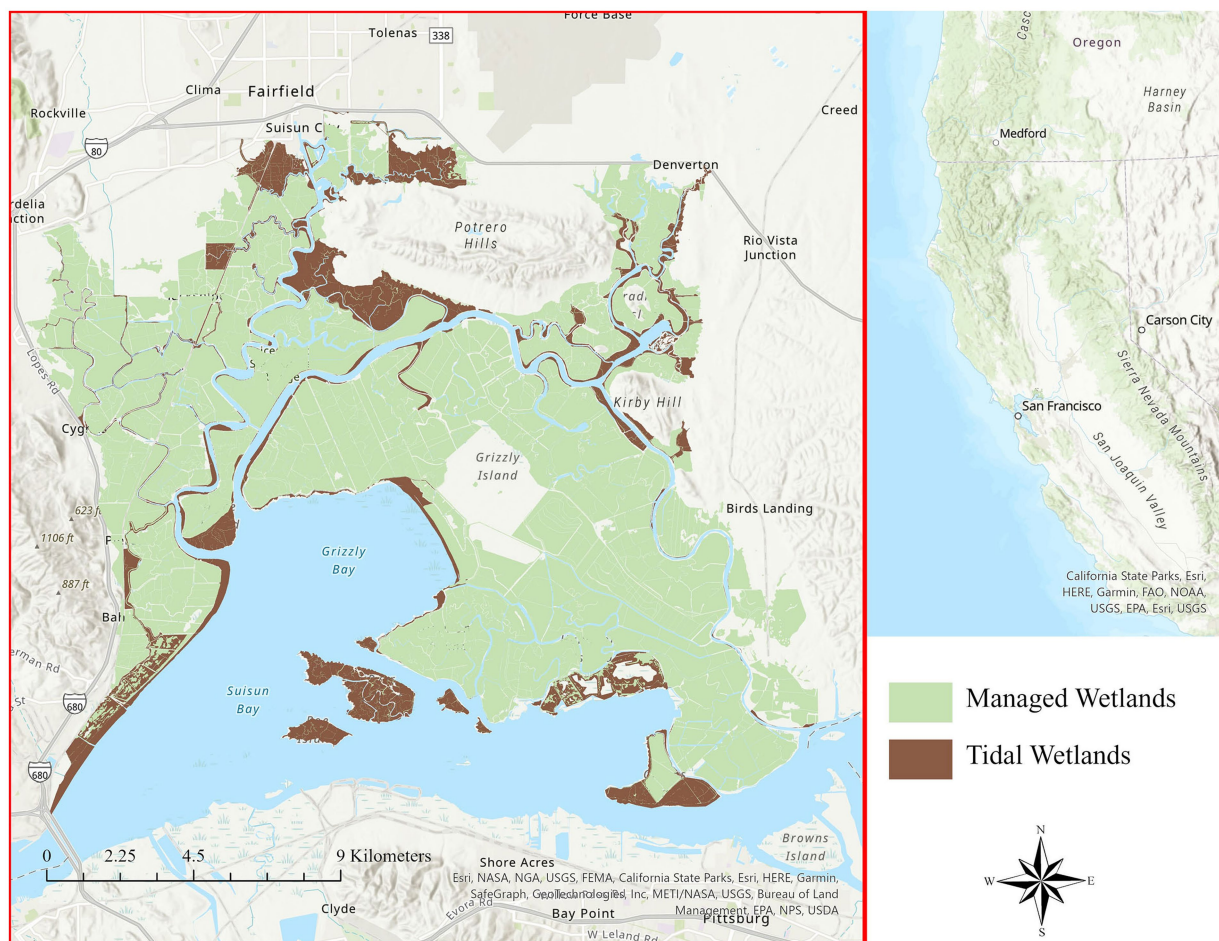 Force Base
Tolenas
338
Clima
Fairfield
Rockville
Creed
Suisun C
80
Denverton
rdelia
ction
Potrero
Hills
Rio Vista
Junction
Lopes Rd
Kirby Hill
Cyg
Grizzly
Island
623 f
1106 ft
Birds Landing
Grizzly
Bay
887 ft
Bah
erman Rd
St
Suisun
Bay
680
680
Browns
Island
0 2.25 4.5 9 Kilometers
Shore Acres
Esri, NASA, NGA, USGS, FEMA, California State Parks, Esri, HERE, Garmin,
SafeGraph, GeoTechnologies, Inc, METI/NASA, USGS, Bureau of Land
Management, EPA, NPS, USDA
Clyde
Evora Rd
Bay Point
Pittsburg
W Leland Rd
Casc
Oregon
Harney
Basin
Medford
Carson City
San Francisco
Sierra Nevada Mountains
San Joaquin Valley
California State Parks, Esri,
HERE, Garmin, FAO, NOAA,
USGS, EPA, Esri, USGS
Managed Wetlands
Tidal Wetlands
N
W E
S